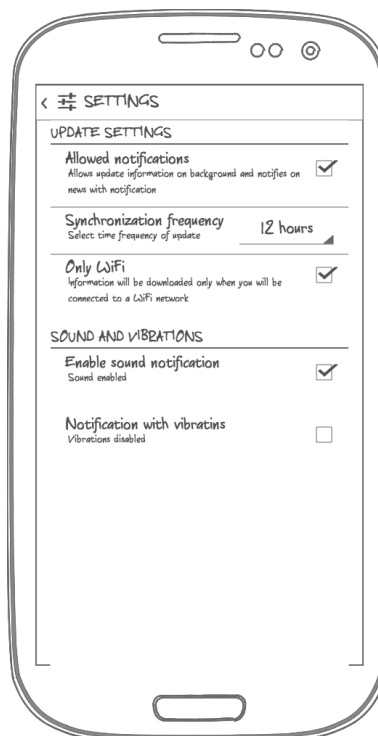 SETTINGS
UPDATE SETTINGS
Allowed notifications
Allows update information on background and notifies on
news with notification
Synchronization frequency
12 hours
Select time frequency of update
Only WiFi
Information will be downloaded only when you will be
connected to a WiFi network
SOUND AND VIBRATIONS
Enable sound notification
Sound enabled
Notification with vibratins
Vibrations disabled